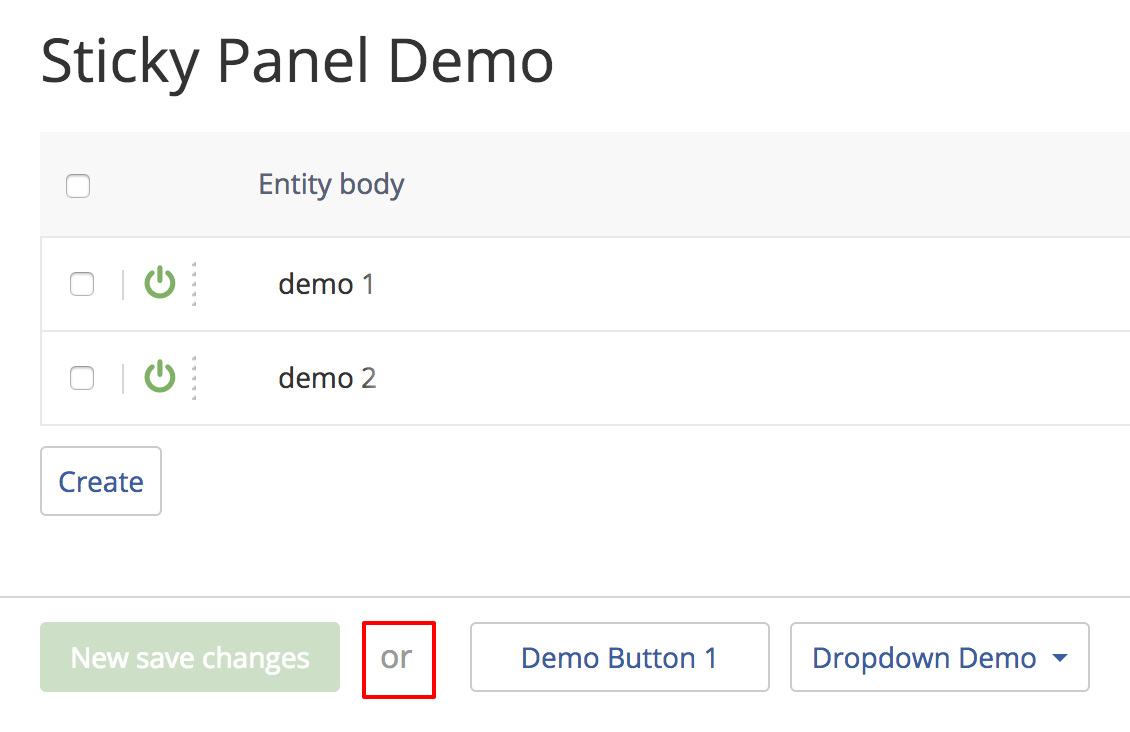 Sticky Panel Demo
Entity body
demo 1
demo 2
Create
New save changes or Demo Button 1 Dropdown Demo